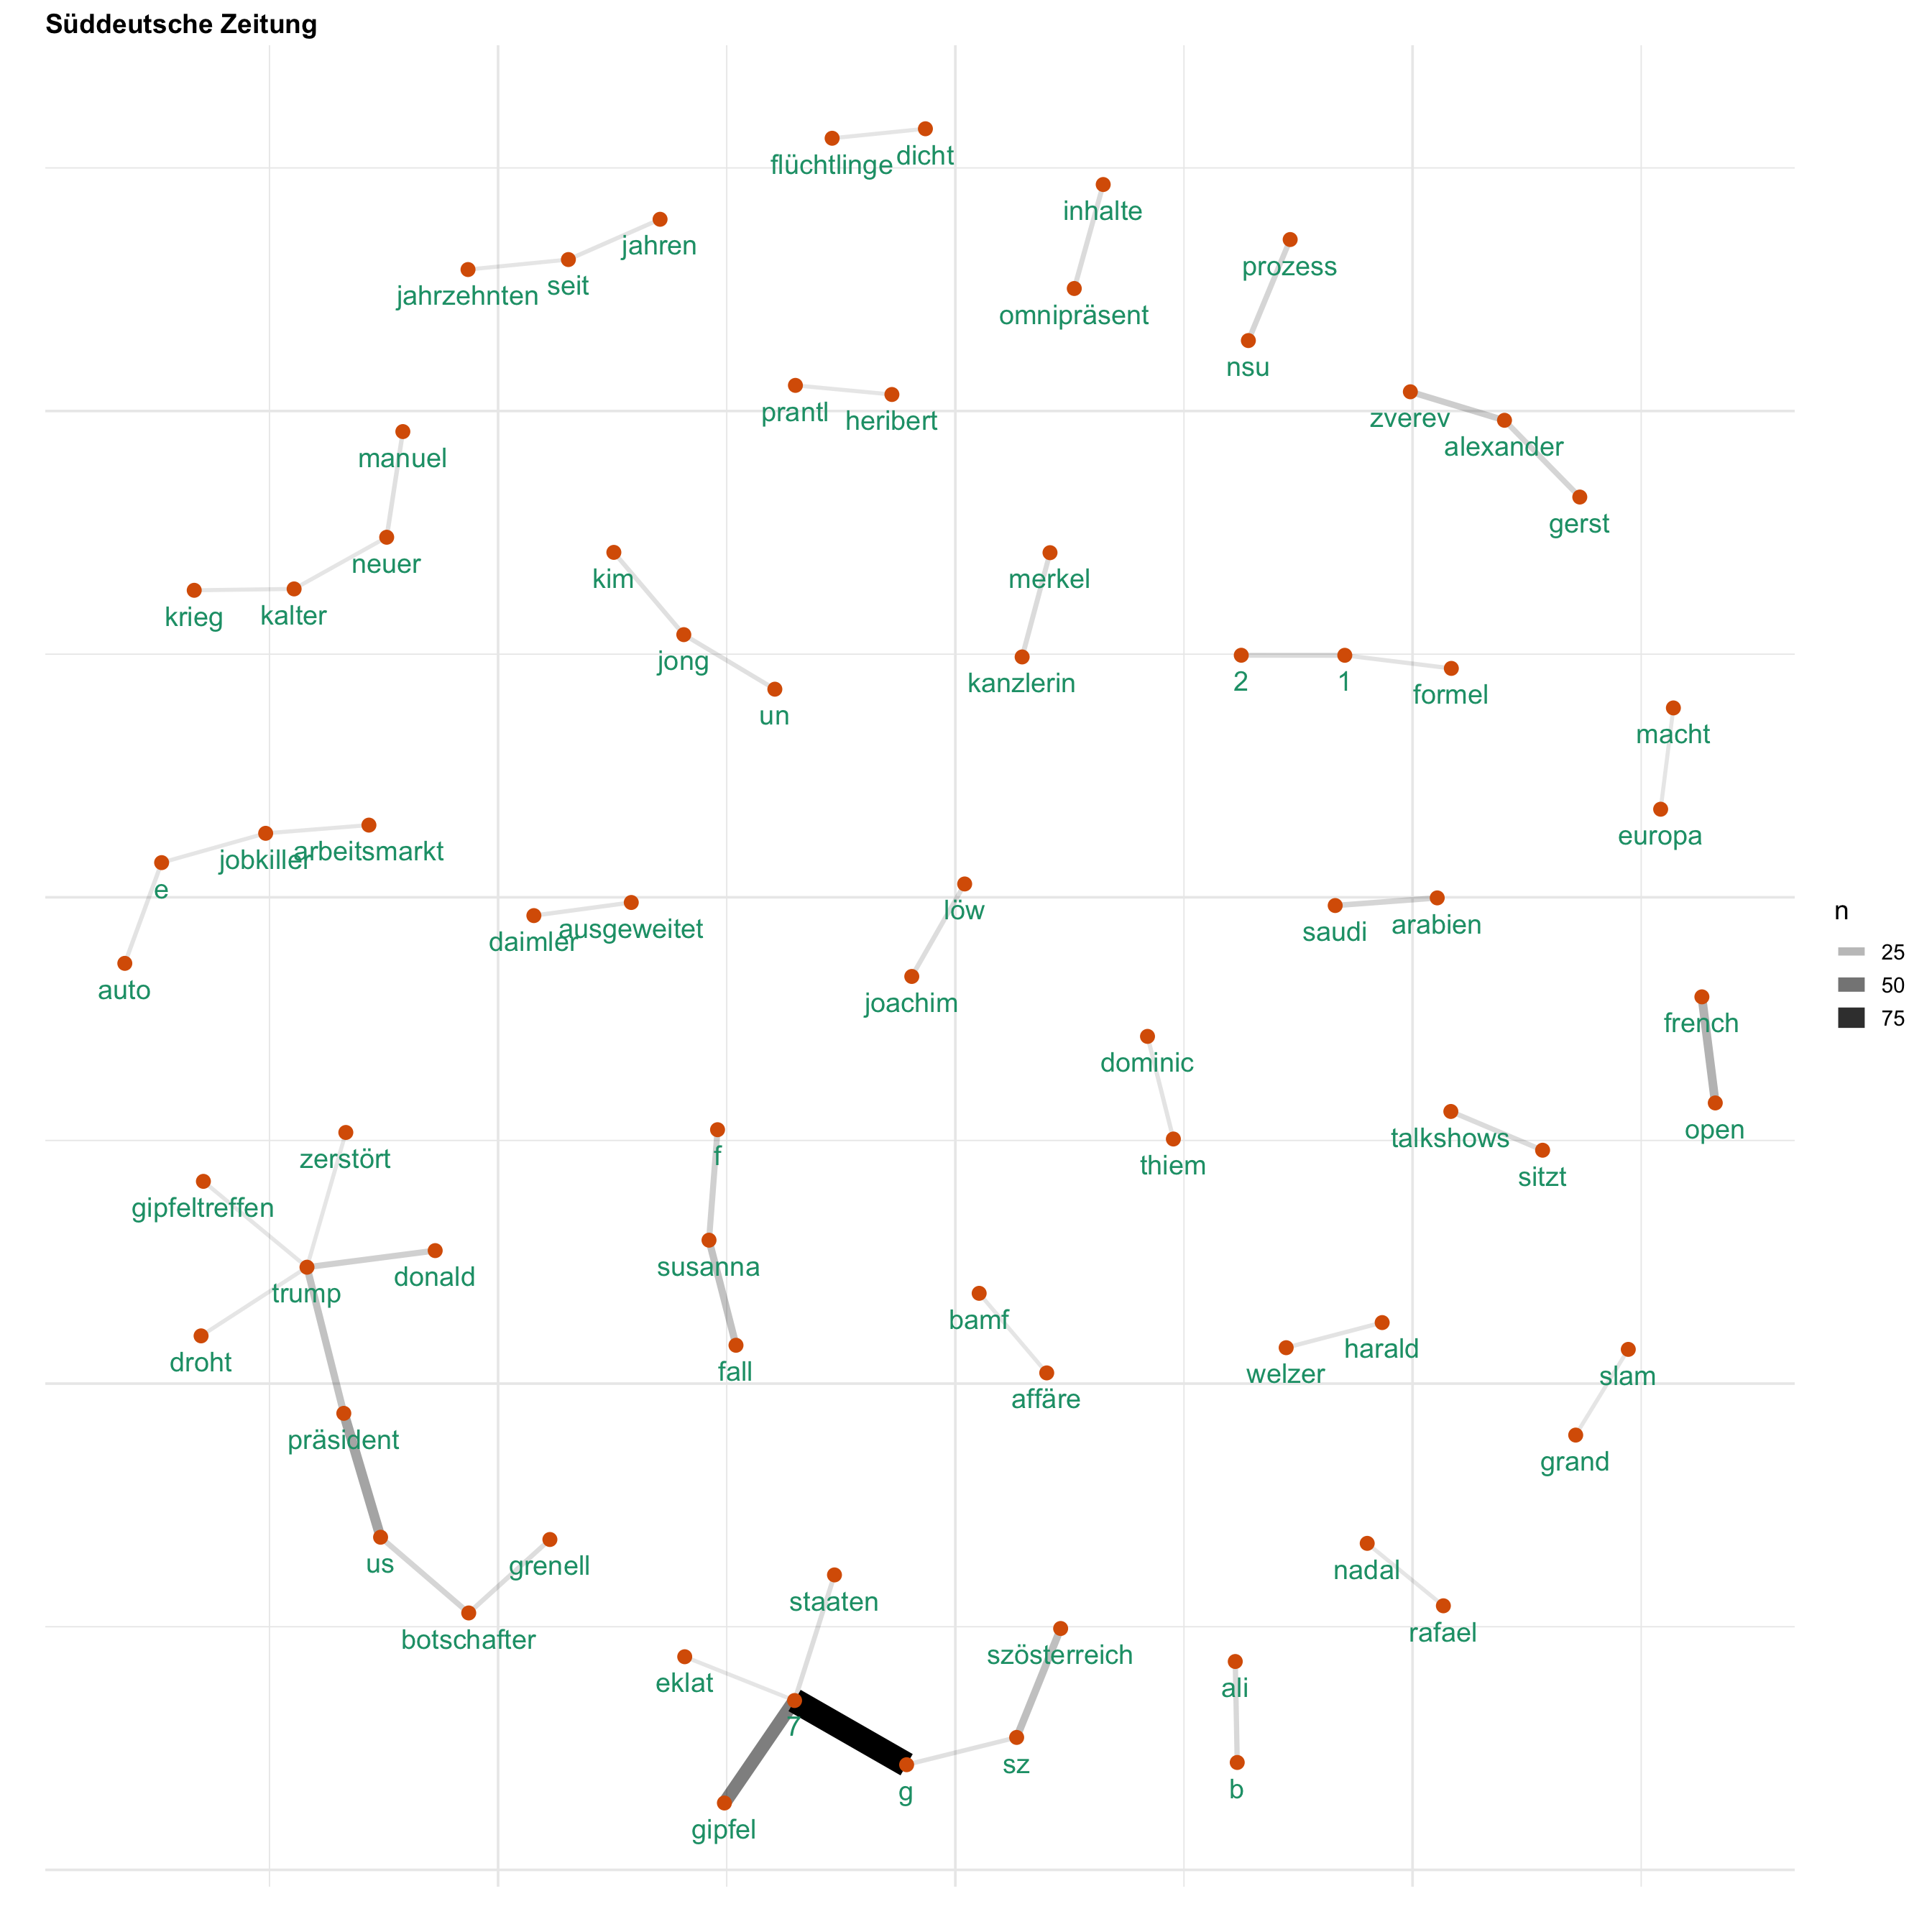 Süddeutsche Zeitung
flüchtlinge
dicht
inhalte
jahren
prozess
seit
jahrzehnten
omnipräsent
nsu
prantl
heribert
zverev
alexander
manuel
gerst
neuer
kim
merkel
krieg
kalter
jong
kanzlerin
2
1
formel
un
macht
europa
jobkiller
arbeitsmarkt
e
löw
n
daimler
ausgeweitet
saudi
arabien
25
50
75
auto
joachim
french
dominic
open
talkshows
zerstört
f
thiem
sitzt
gipfeltreffen
susanna
donald
trump
bamf
droht
fall
welzer
harald
slam
affäre
präsident
grand
us
grenell
nadal
staaten
botschafter
rafael
szösterreich
eklat
ali
7
sz
g
b
gipfel